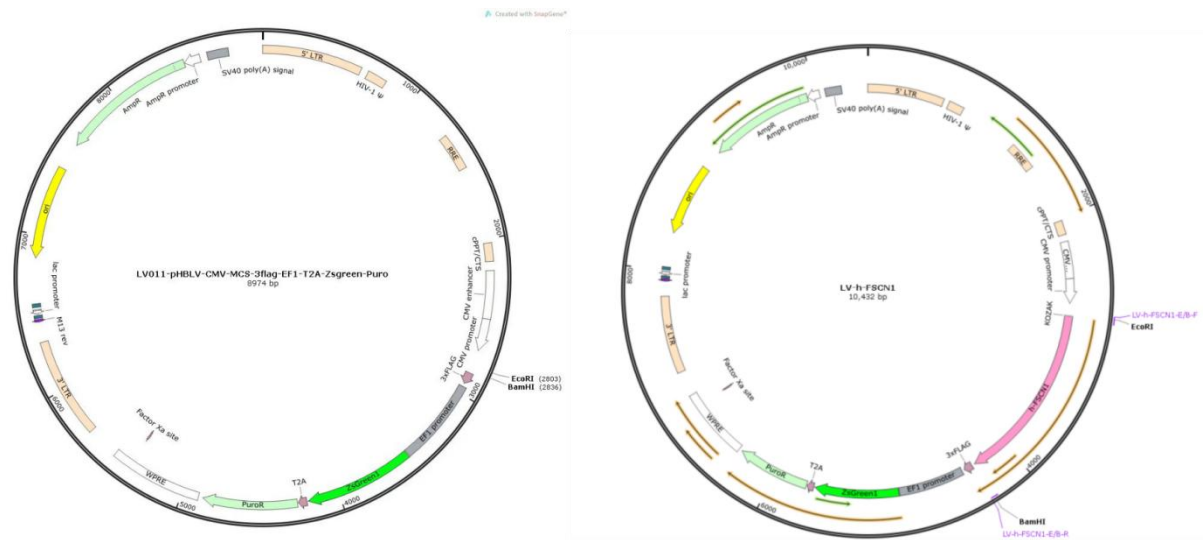 Created with SnapGene®
LV011-pHBLV-CMV-MCS-3flag-EF1-T2A-Zsgreen-Puro
8974 bp
5' LTR
HIV-1 Ψ
1000
RRE
2000
cPPT/CTS
CMV enhancer
CMV promoter
3xFLAG
EcoRI (2803)
BamHI (2836)
3000
EF1 promoter
ZsGreen1
4000
T2A
PuroR
5000
WPRE
Factor Xa site
6000
3' LTR
M13 rev
lac promoter
7000
ori
8000
AmpR
AmpR promoter
SV40 poly(A) signal
LV-h-FSCN1
10,432 bp
5' LTR
HIV-1 Ψ
RRE
2000
cPPT/CTS
CMV...
CMV promoter
KOZAK
LV-h-FSCN1-E/B-F
EcoRI
h-FSCN1
4000
3xFLAG
BamHI
LV-h-FSCN1-E/B-R
EF1 promoter
ZsGreen1
T2A
6000
PuroR
WPRE
Factor Xa site
3' LTR
lac promoter
8000
ori
AmpR
AmpR promoter
10,000
SV40 poly(A) signal